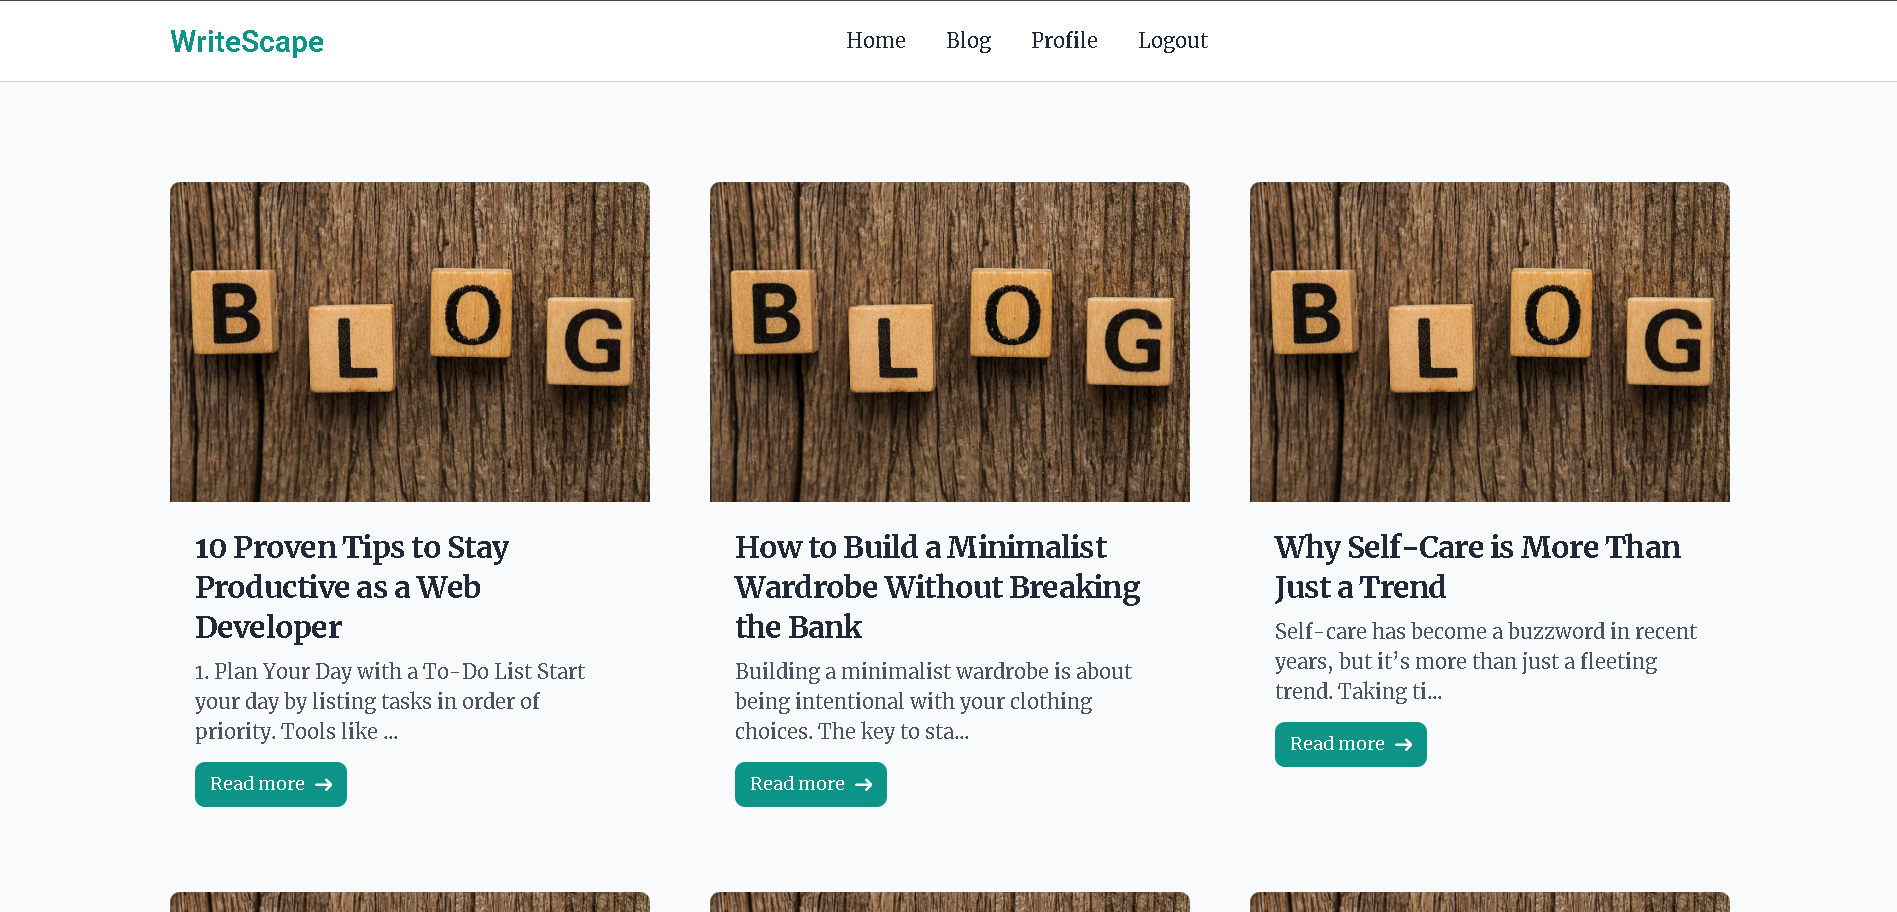 WriteScape
Home Blog Profile Logout
B L O G
B L O G
B L O G
10 Proven Tips to Stay
Productive as a Web
Developer
1. Plan Your Day with a To-Do List Start
your day by listing tasks in order of
priority. Tools like ...
Read more
How to Build a Minimalist
Wardrobe Without Breaking
the Bank
Building a minimalist wardrobe is about
being intentional with your clothing
choices. The key to sta...
Read more
Why Self-Care is More Than
Just a Trend
Self-care has become a buzzword in recent
years, but it’s more than just a fleeting
trend. Taking ti...
Read more